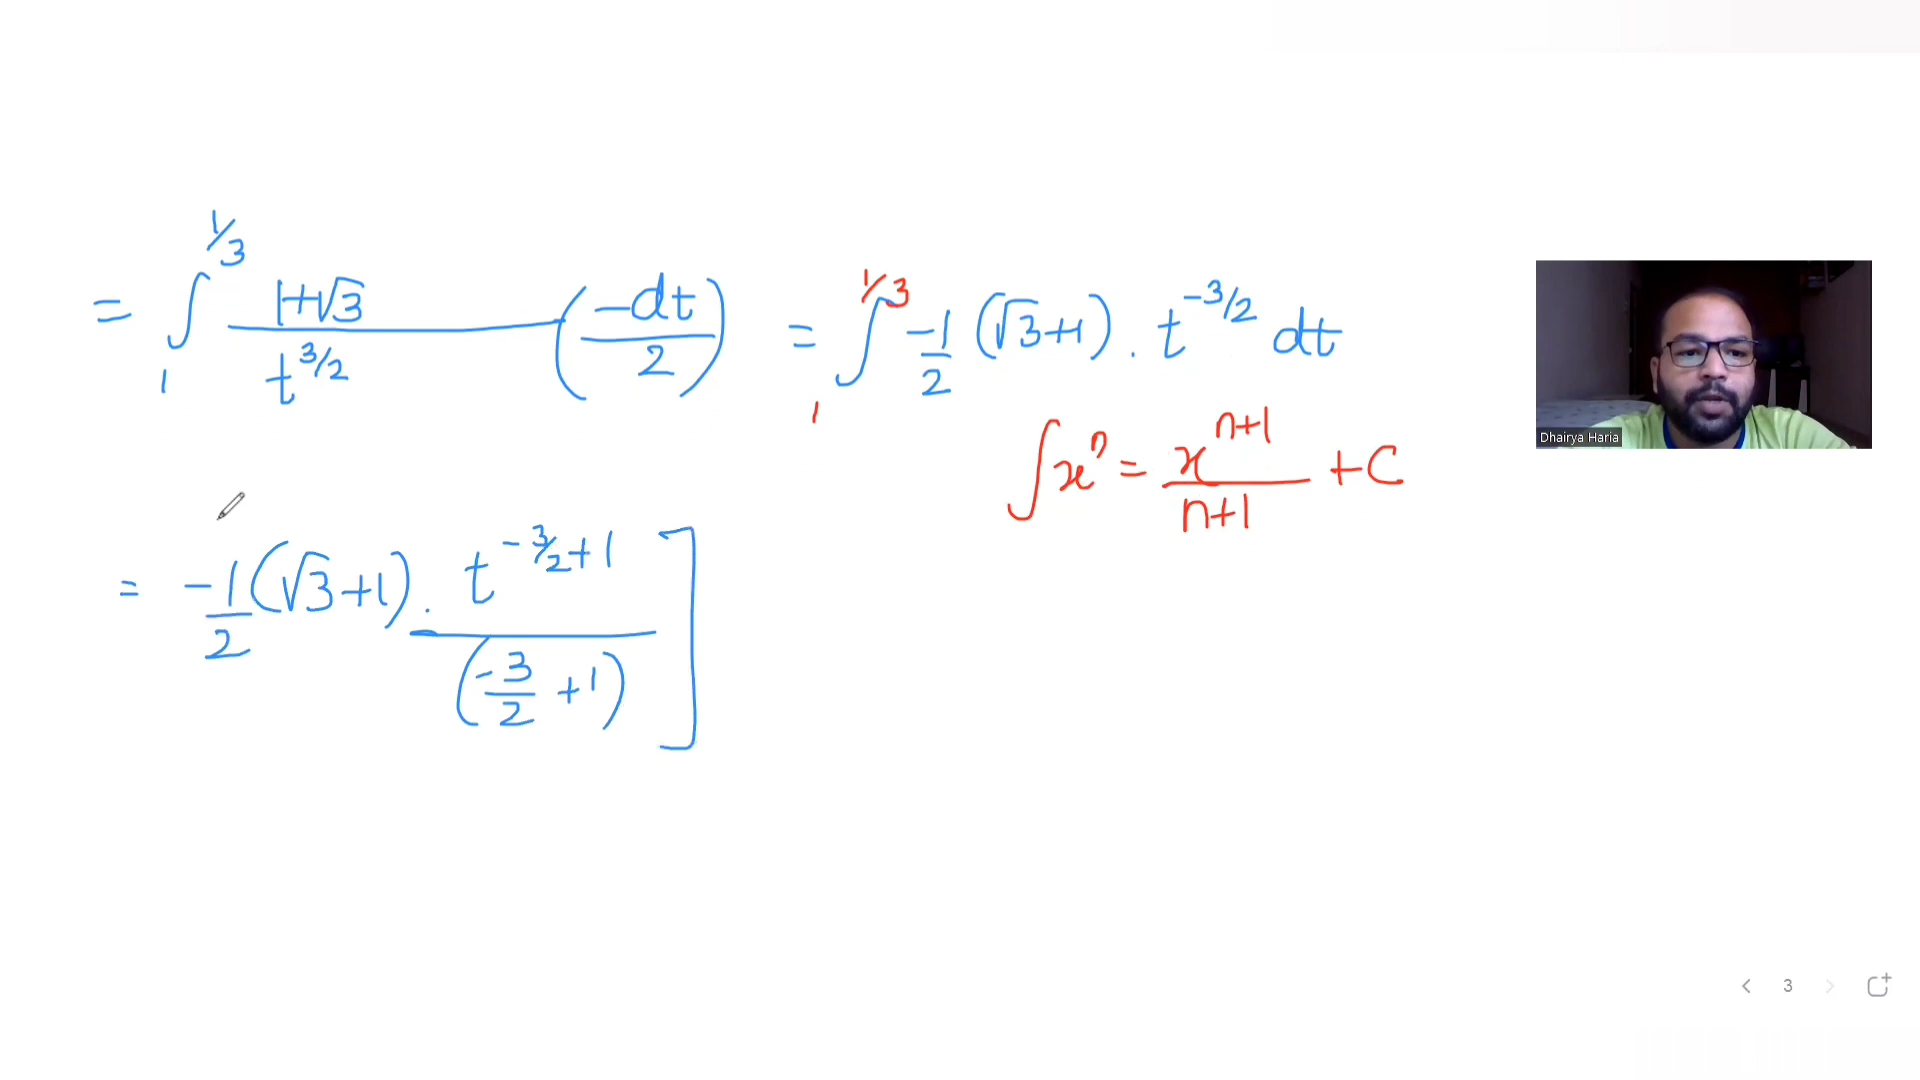 = ∫₁^{1/3} (1+√3)/t^{3/2} (-dt/2) = ∫₁^{1/3} -1/2 (√3+1) . t^{-3/2} dt
∫xⁿ = x^{n+1}/(n+1) + C
= -1/2 (√3+1) . t^{-3/2+1}/(-3/2 +1) ]
Dhairya Haria
3